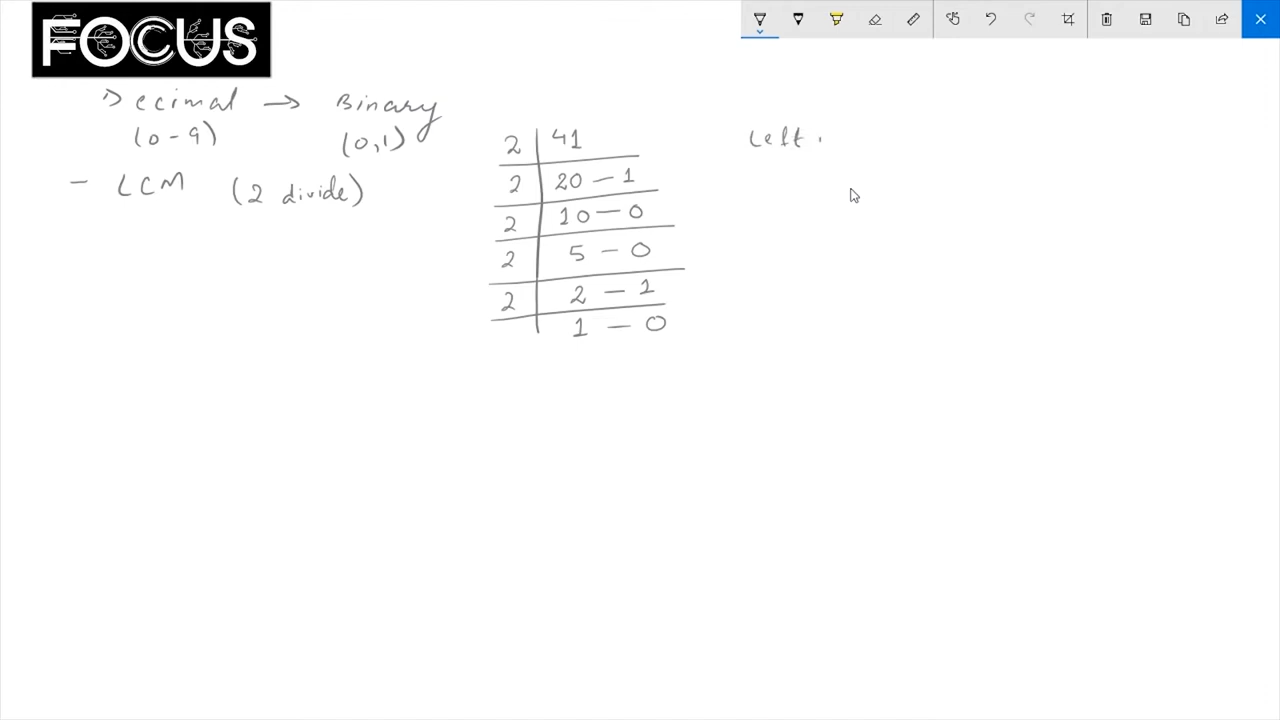 FOCUS
Decimal → Binary
(0-9) (0,1)
- LCM (2 divide)
2 | 41
2 | 20 - 1
2 | 10 - 0
2 | 5 - 0
2 | 2 - 1
1 - 0
Left .